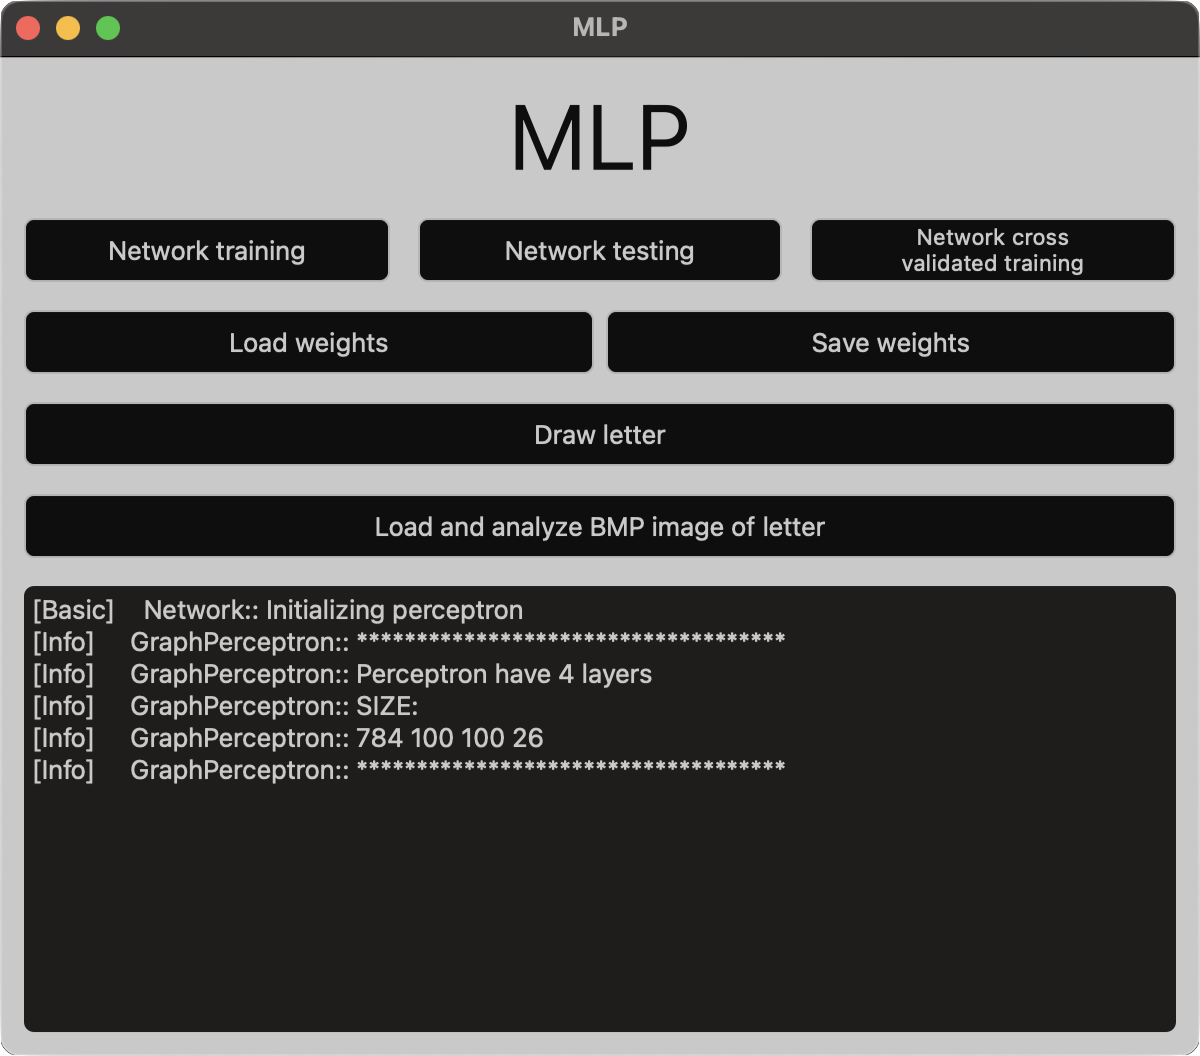 MLP
MLP
Network training
Network testing
Network cross
validated training
Load weights
Save weights
Draw letter
Load and analyze BMP image of letter
[Basic] Network:: Initializing perceptron
[Info] GraphPerceptron:: ************************************
[Info] GraphPerceptron:: Perceptron have 4 layers
[Info] GraphPerceptron:: SIZE:
[Info] GraphPerceptron:: 784 100 100 26
[Info] GraphPerceptron:: ************************************